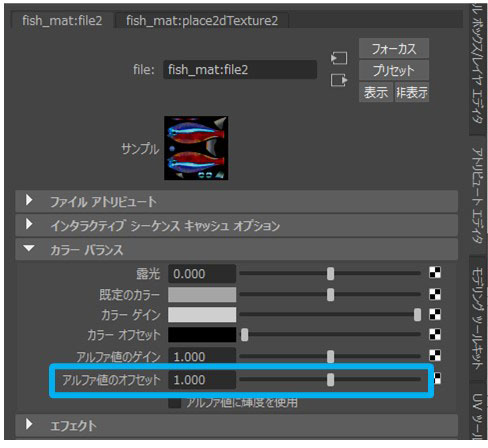 fish_mat:file2 fish_mat:place2dTexture2
フォーカス
file: fish_mat:file2 プリセット
表示 非表示
サンプル
ファイル アトリビュート
インタラクティブ シーケンス キャッシュ オプション
カラー バランス
露光 0.000
既定のカラー
カラー ゲイン
カラー オフセット
アルファ値のゲイン 1.000
アルファ値のオフセット 1.000
アルファ値に輝度を使用
エフェクト
ル ボックス/レイヤ エディタ
アトリビュート エディタ
モデリング ツールキット
UV ツール